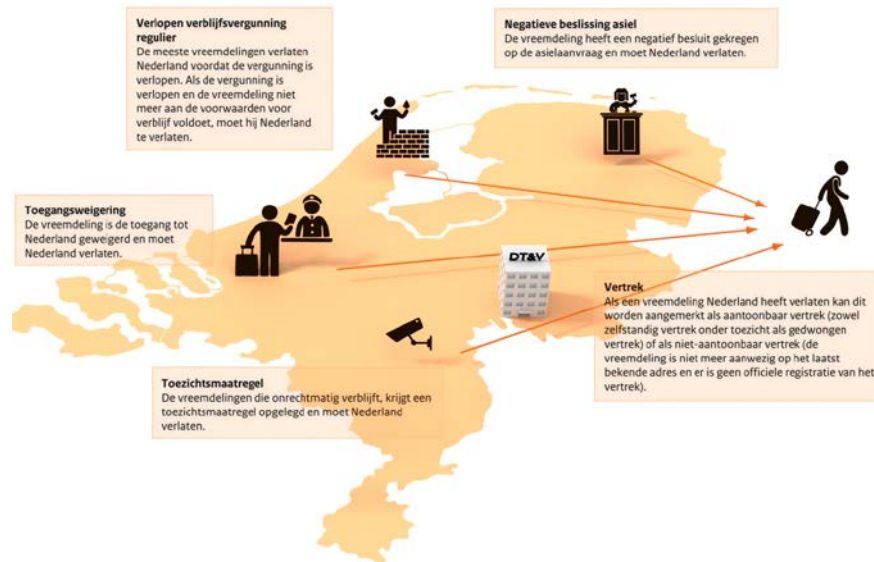 Verlopen verblijfsvergunning
regulier
De meeste vreemdelingen verlaten
Nederland voordat de vergunning is
verlopen. Als de vergunning is
verlopen en de vreemdeling niet
meer aan de voorwaarden voor
verblijf voldoet, moet hij Nederland
te verlaten.
Negatieve beslissing asiel
De vreemdeling heeft een negatief besluit gekregen
op de asielaanvraag en moet Nederland verlaten.
Toegangsweigering
De vreemdeling is de toegang tot
Nederland geweigerd en moet
Nederland verlaten.
DT&V
Vertrek
Als een vreemdeling Nederland heeft verlaten kan dit
worden aangemerkt als aantoonbaar vertrek (zowel
zelfstandig vertrek onder toezicht als gedwongen
vertrek) of als niet-aantoonbaar vertrek (de
vreemdeling is niet meer aanwezig op het laatst
bekende adres en er is geen officiele registratie van het
vertrek).
Toezichtsmaatregel
De vreemdelingen die onrechtmatig verblijft, krijgt een
toezichtsmaatregel opgelegd en moet Nederland
verlaten.